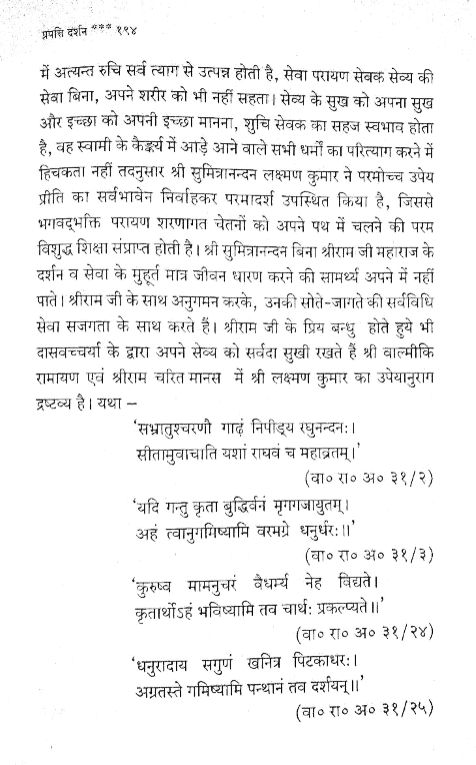 प्रपत्ति दर्शन *** १९४
में अत्यन्त रुचि सर्व त्याग से उत्पन्न होती है, सेवा परायण सेवक सेव्य की
सेवा बिना, अपने शरीर को भी नहीं सहता। सेव्य के सुख को अपना सुख
और इच्छा को अपनी इच्छा मानना, शुचि सेवक का सहज स्वभाव होता
है, वह स्वामी के कैङ्कर्य में आड़े आने वाले सभी धर्मों का परित्याग करने में
हिचकता नहीं तदनुसार श्री सुमित्रानन्दन लक्ष्मण कुमार ने परमोच्च उपेय
प्रीति का सर्वभावेन निर्वाहकर परमादर्श उपस्थित किया है, जिससे
भगवद्भक्ति परायण शरणागत चेतनों को अपने पथ में चलने की परम
विशुद्ध शिक्षा संप्राप्त होती है। श्री सुमित्रानन्दन बिना श्रीराम जी महाराज के
दर्शन व सेवा के मुहूर्त मात्र जीवन धारण करने की सामर्थ्य अपने में नहीं
पाते। श्रीराम जी के साथ अनुगमन करके, उनकी सोते-जागते की सर्वविधि
सेवा सजगता के साथ करते हैं। श्रीराम जी के प्रिय बन्धु होते हुये भी
दासवच्चर्या के द्वारा अपने सेव्य को सर्वदा सुखी रखते हैं श्री वाल्मीकि
रामायण एवं श्रीराम चरित मानस में श्री लक्ष्मण कुमार का उपेयानुराग
द्रष्टव्य है। यथा –
'सभ्रातुश्चरणौ गाढ़ं निपीड्य रघुनन्दनः।
सीतामुवाचाति यशां राघवं च महाव्रतम्।'
(वा० रा० अ० ३१/२)
'यदि गन्तु कृता बुद्धिर्वनं मृगगजायुतम्।
अहं त्वानुगमिष्यामि वरमग्रे धनुर्धरः।।'
(वा० रा० अ० ३१/३)
'कुरुष्व मामनुचरं वैधर्म्य नेह विद्यते।
कृतार्थोऽहं भविष्यामि तव चार्थः प्रकल्प्यते।।'
(वा० रा० अ० ३१/२४)
'धनुरादाय सगुणं खनित्र पिटकाधरः।
अग्रतस्ते गमिष्यामि पन्थानं तव दर्शयन्।।'
(वा० रा० अ० ३१/२५)